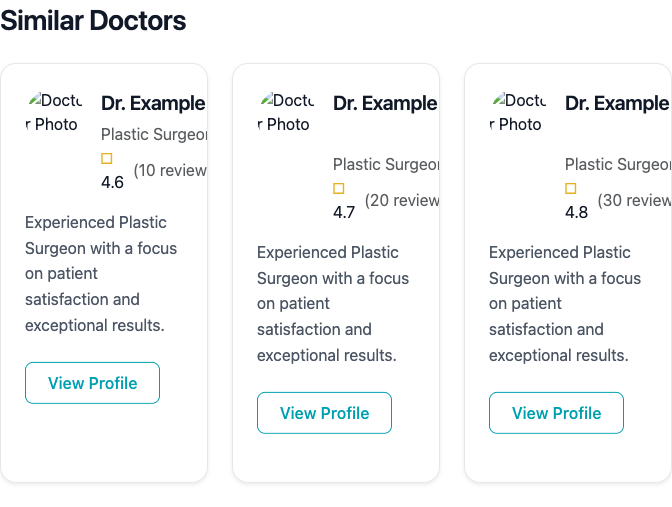 Similar Doctors
Docto
r Photo
Dr. Example
Plastic Surgeon
4.6
(10 review
Experienced Plastic
Surgeon with a focus
on patient
satisfaction and
exceptional results.
View Profile
Docto
r Photo
Dr. Example
Plastic Surgeon
4.7
(20 review
Experienced Plastic
Surgeon with a focus
on patient
satisfaction and
exceptional results.
View Profile
Docto
r Photo
Dr. Example
Plastic Surgeon
4.8
(30 review
Experienced Plastic
Surgeon with a focus
on patient
satisfaction and
exceptional results.
View Profile